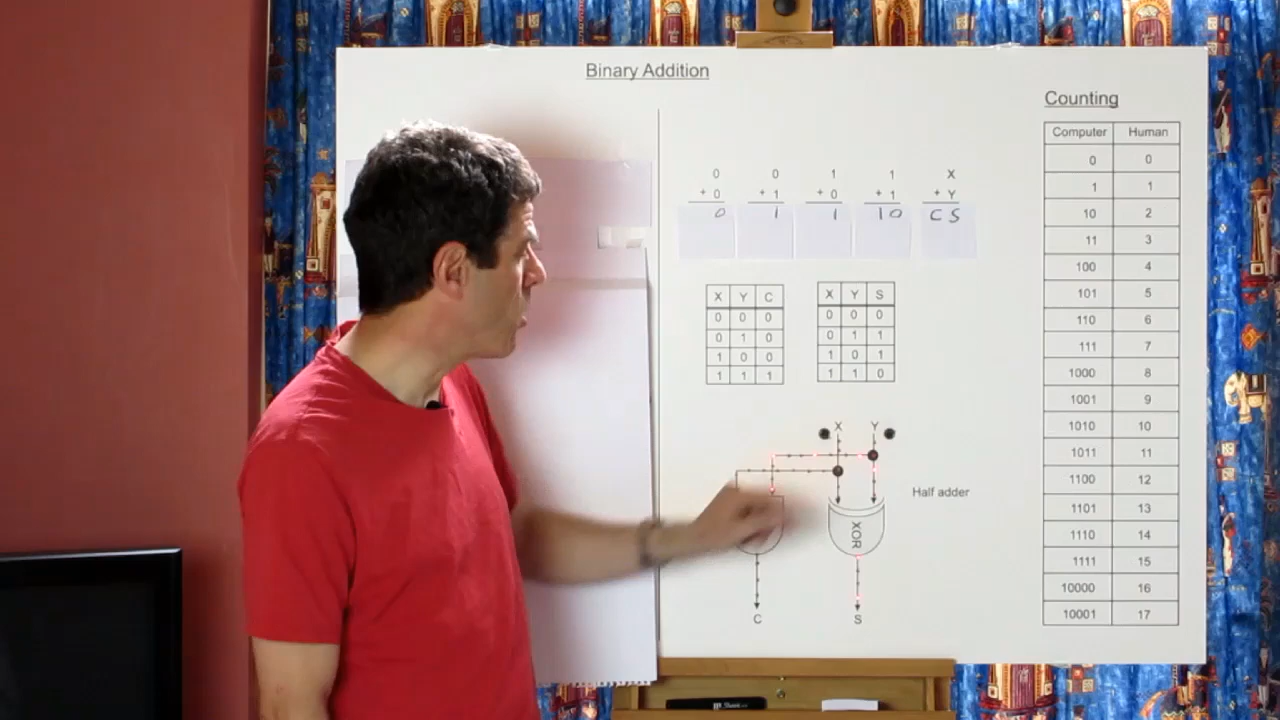 Binary Addition
0 0 1 1 X
+ 0 + 1 + 0 + 1 + Y
0 1 1 10 C S
X Y C
0 0 0
0 1 0
1 0 0
1 1 1
X Y S
0 0 0
0 1 1
1 0 1
1 1 0
X Y
XOR
Half adder
C S
Counting
Computer Human
0 0
1 1
10 2
11 3
100 4
101 5
110 6
111 7
1000 8
1001 9
1010 10
1011 11
1100 12
1101 13
1110 14
1111 15
10000 16
10001 17